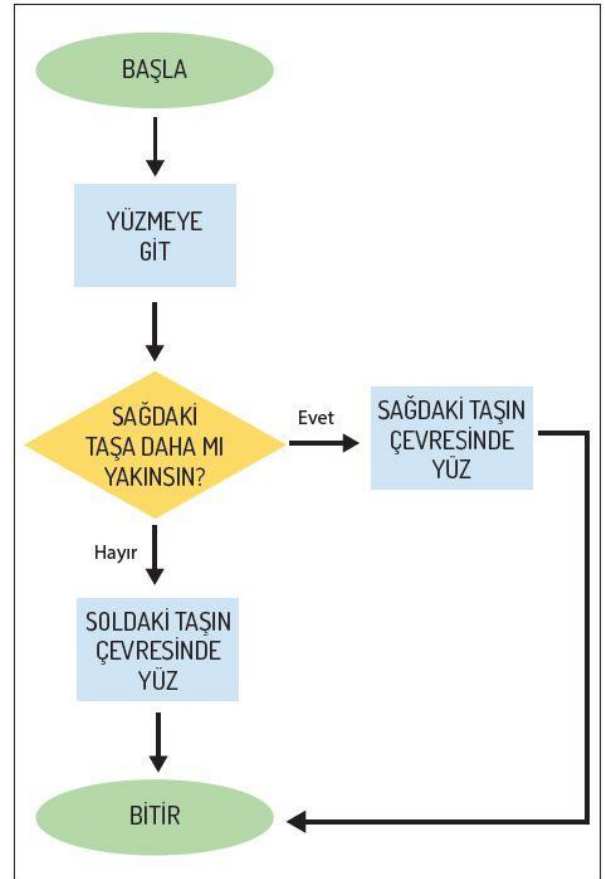 BAŞLA
YÜZMEYE
GİT
SAĞDAKİ
TAŞA DAHA MI
YAKINSIN?
Evet
SAĞDAKİ TAŞIN
ÇEVRESİNDE
YÜZ
Hayır
SOLDAKİ TAŞIN
ÇEVRESİNDE
YÜZ
BİTİR